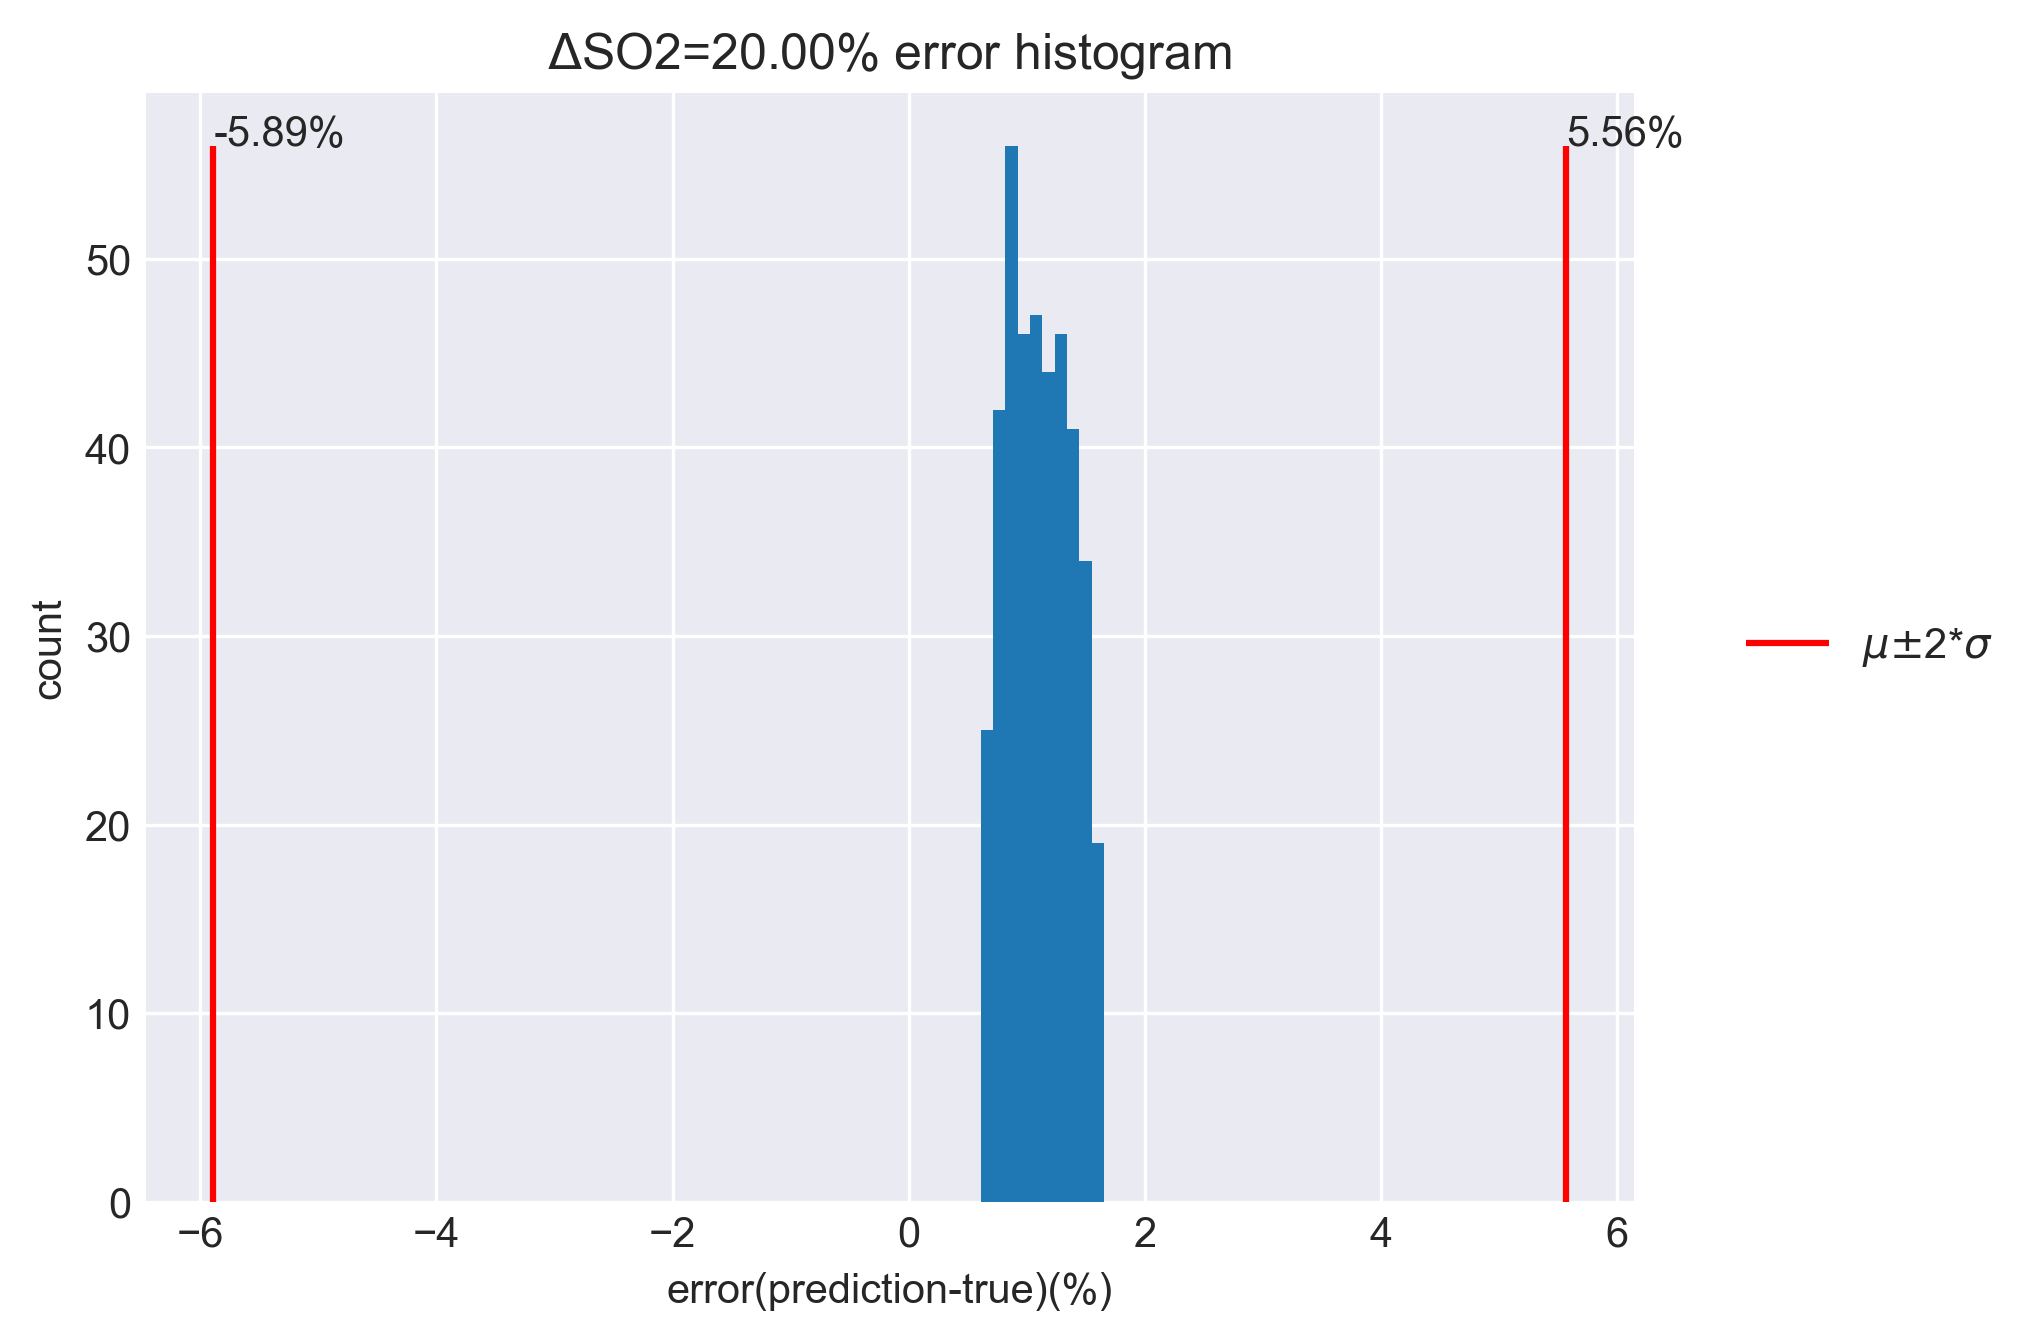 ΔSO2=20.00% error histogram
-5.89%
5.56%
50
40
30
20
10
0
count
μ±2*σ
−6 −4 −2 0 2 4 6
error(prediction-true)(%)